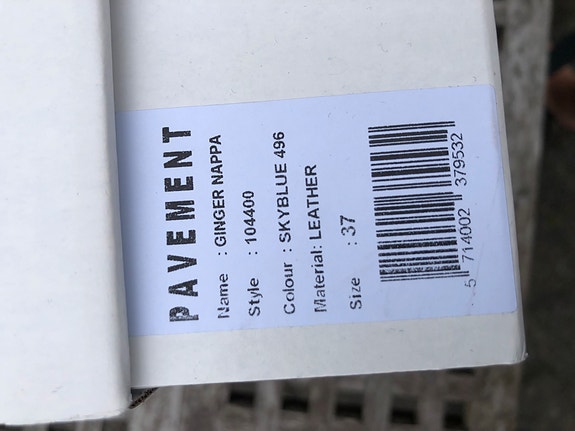 PAVEMENT
Name : GINGER NAPPA
Style : 104400
Colour : SKYBLUE 496
Material: LEATHER
Size : 37
5 714002 379532